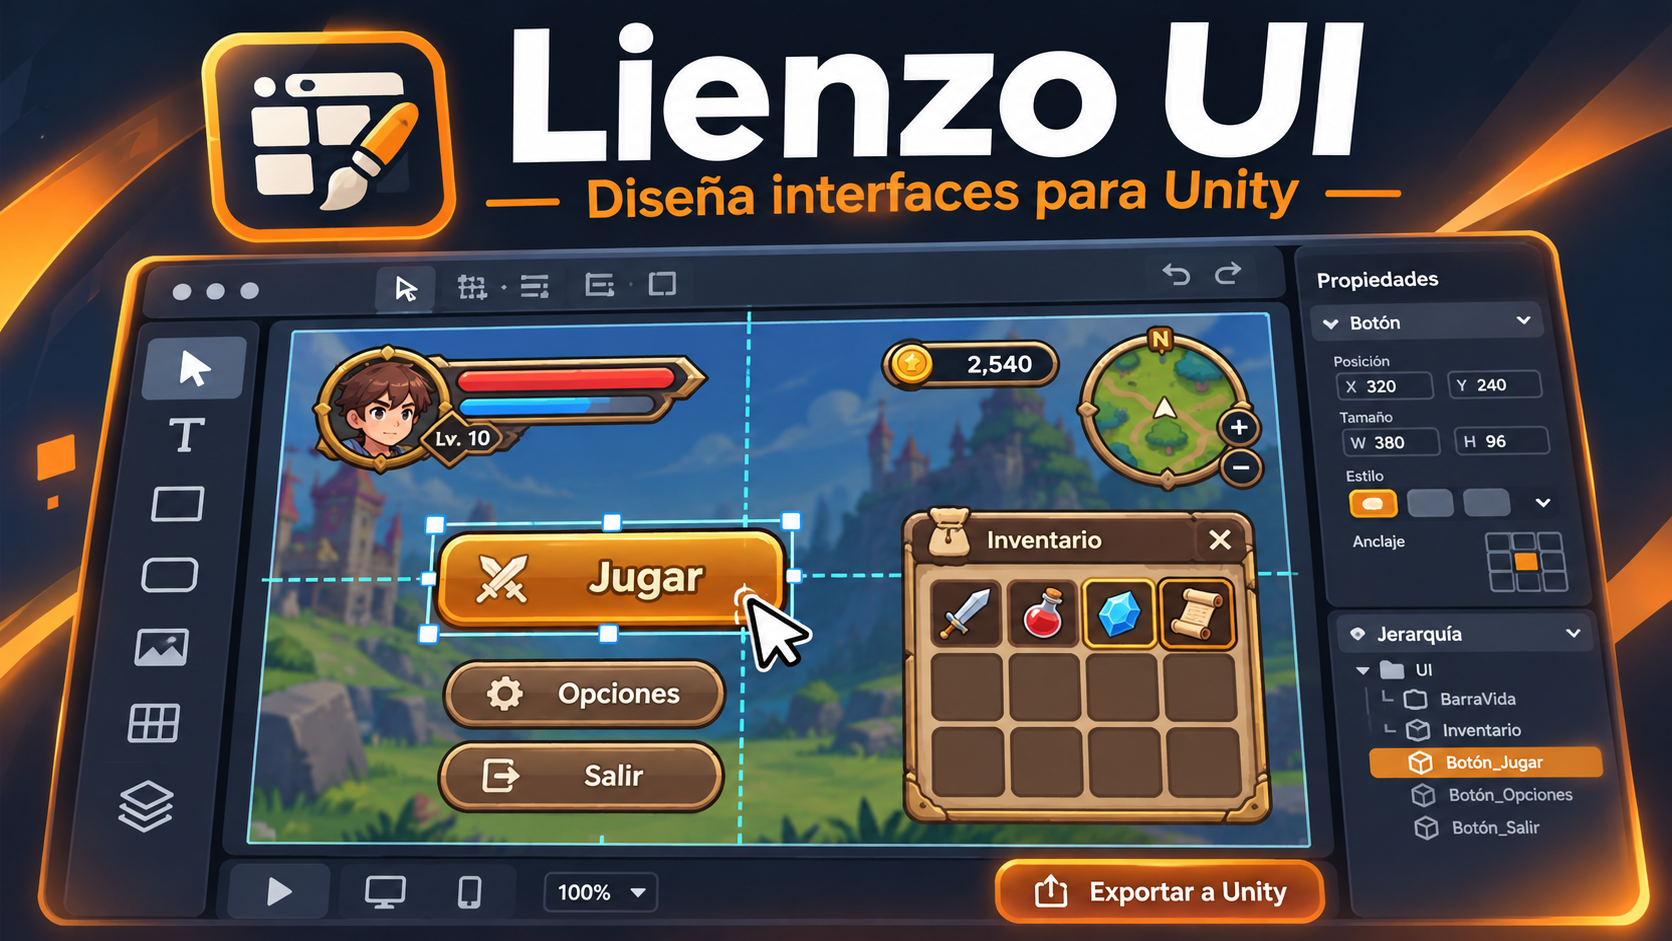 Lienzo UI
Diseña interfaces para Unity
Propiedades
Botón
Posición
X 320 Y 240
Tamaño
W 380 H 96
Estilo
Anclaje
Lv. 10
2,540
N
+
−
Jugar
Opciones
Salir
Inventario
Jerarquía
UI
BarraVida
Inventario
Botón_Jugar
Botón_Opciones
Botón_Salir
T
100%
Exportar a Unity